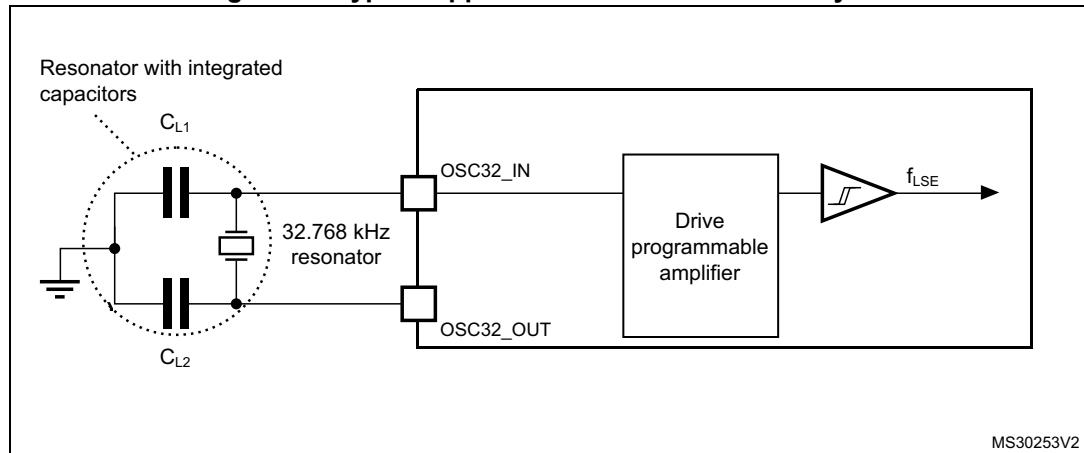 Resonator with integrated
capacitors
CL1
OSC32_IN
fLSE
32.768 kHz
resonator
Drive
programmable
amplifier
OSC32_OUT
CL2
MS30253V2